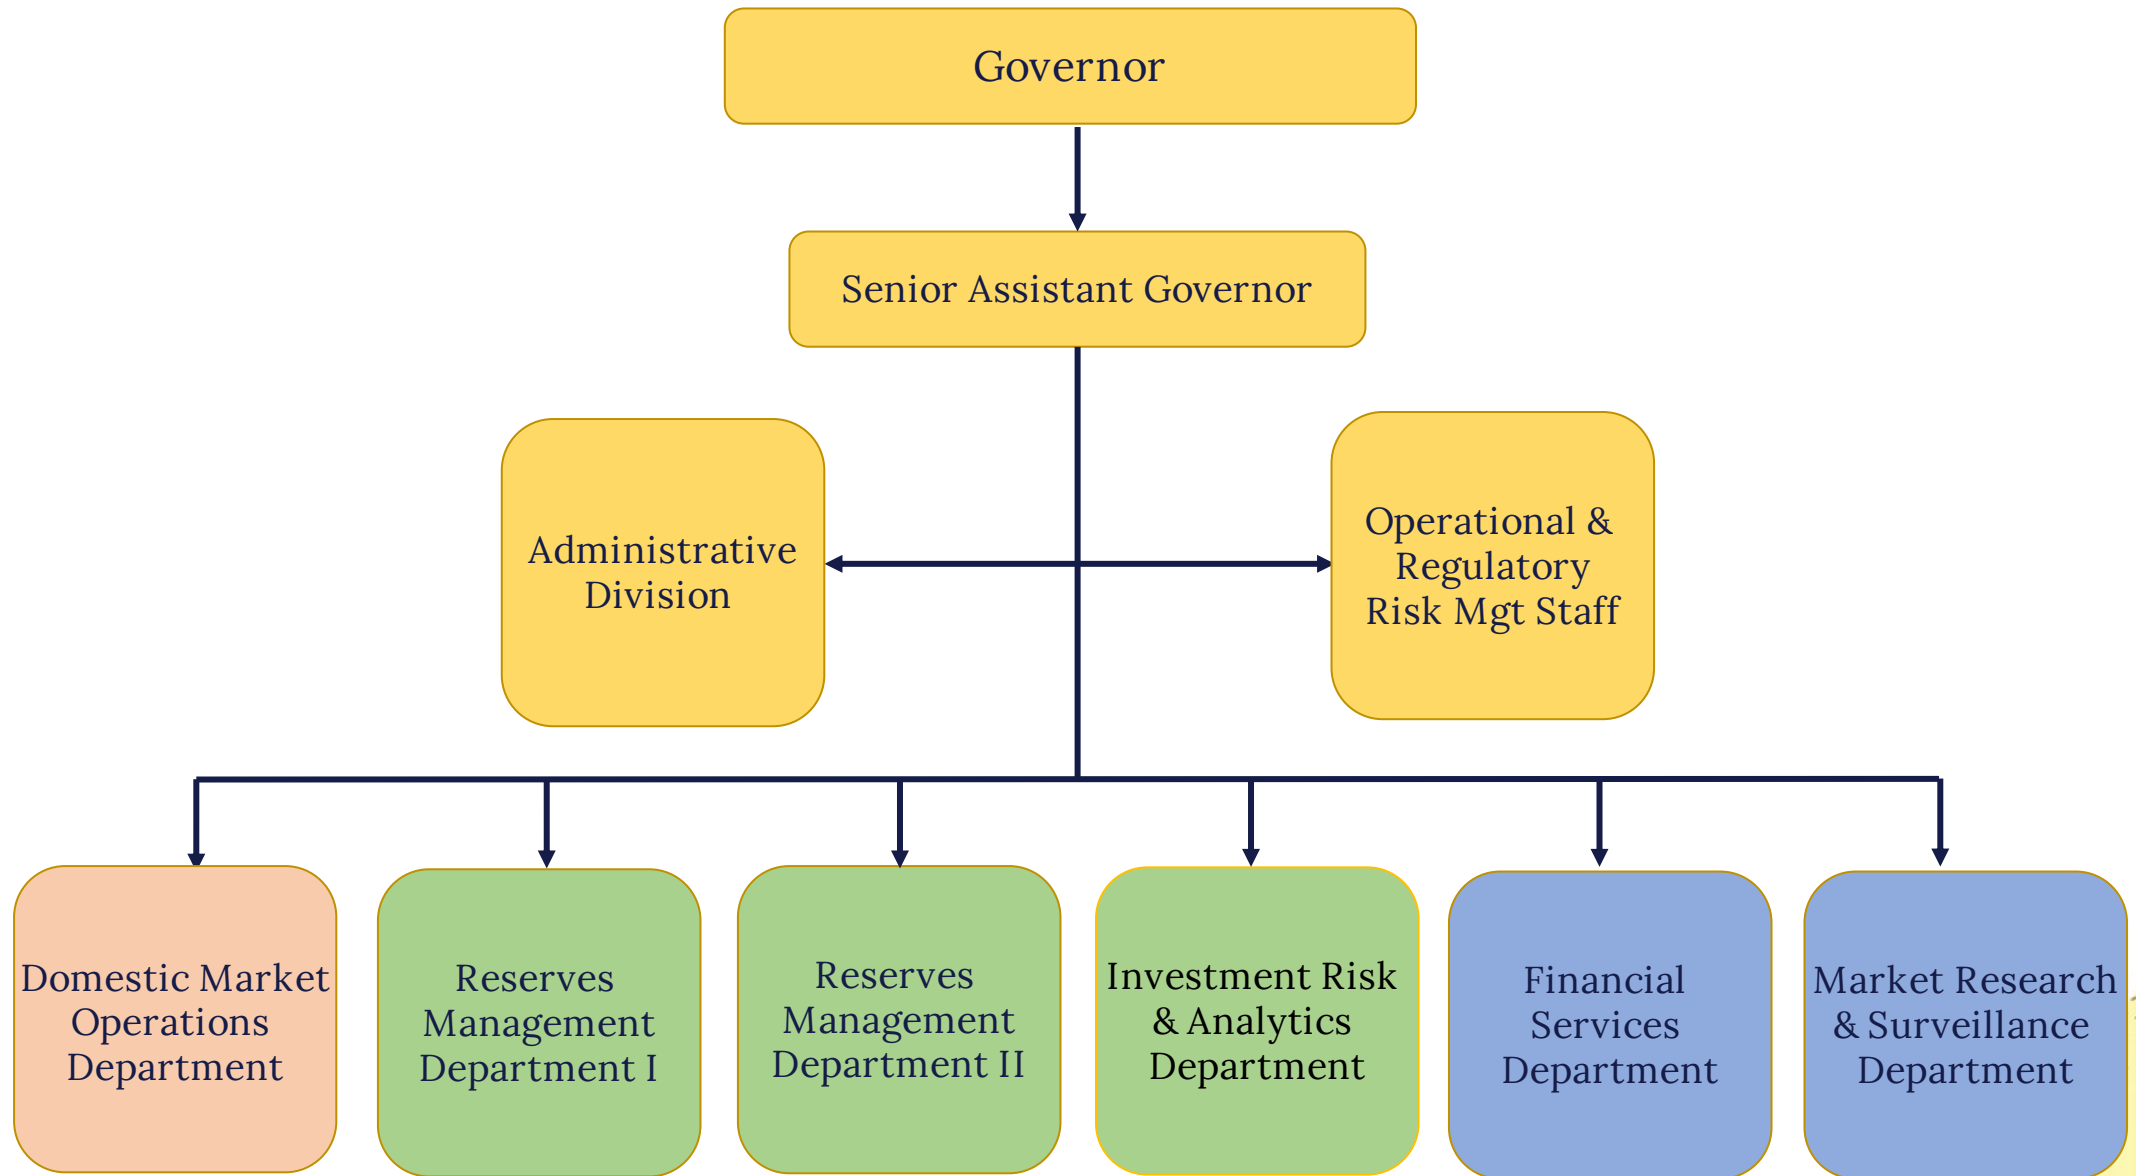 Governor
Senior Assistant Governor
Administrative
Division
Operational &
Regulatory
Risk Mgt Staff
Domestic Market
Operations
Department
Reserves
Management
Department I
Reserves
Management
Department II
Investment Risk
& Analytics
Department
Financial
Services
Department
Market Research
& Surveillance
Department